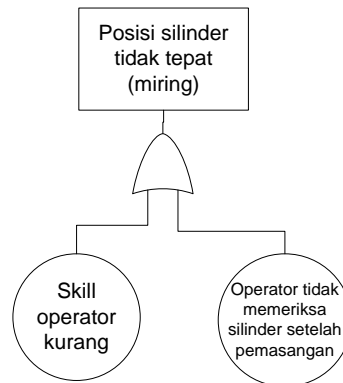 Posisi silinder
tidak tepat
(miring)
Skill
operator
kurang
Operator tidak
memeriksa
silinder setelah
pemasangan